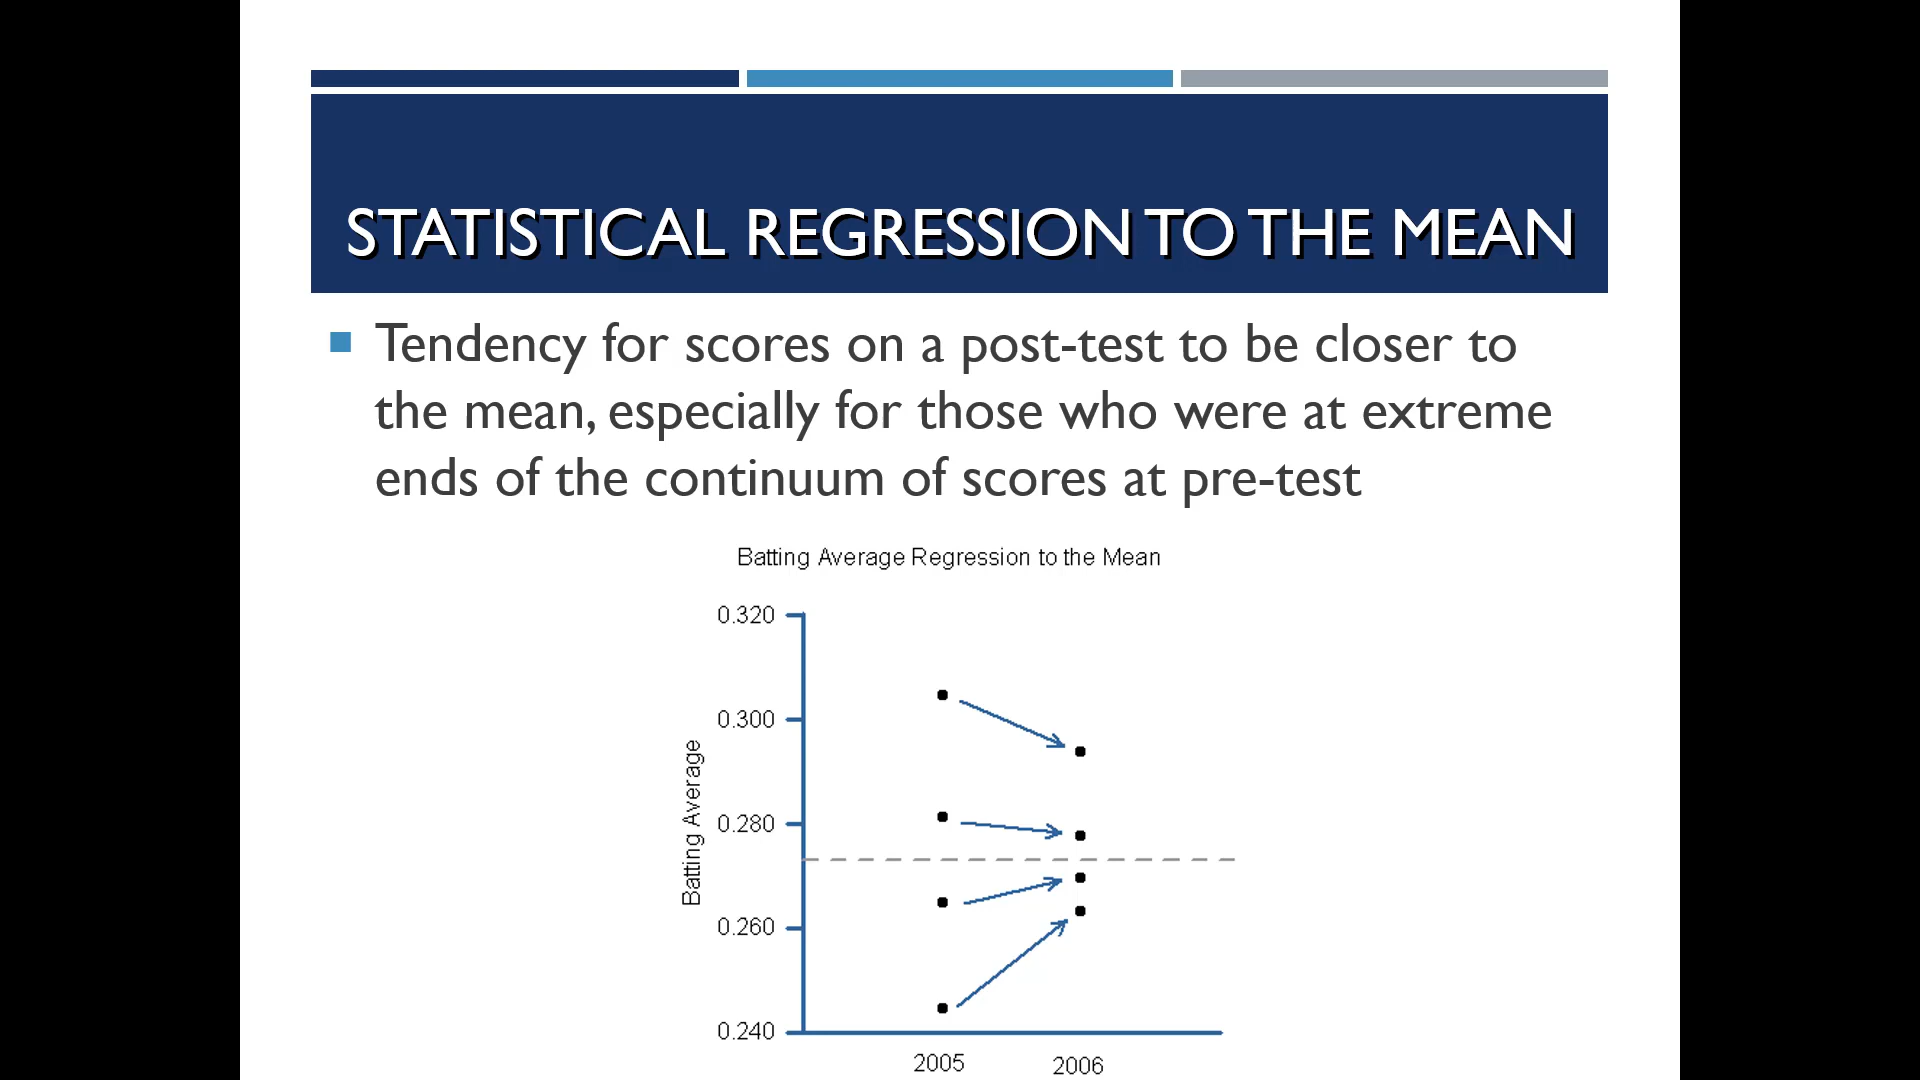 STATISTICAL REGRESSION TO THE MEAN
Tendency for scores on a post-test to be closer to
the mean, especially for those who were at extreme
ends of the continuum of scores at pre-test
Batting Average Regression to the Mean
0.320
0.300
0.280
0.260
0.240
Batting Average
2005
2006